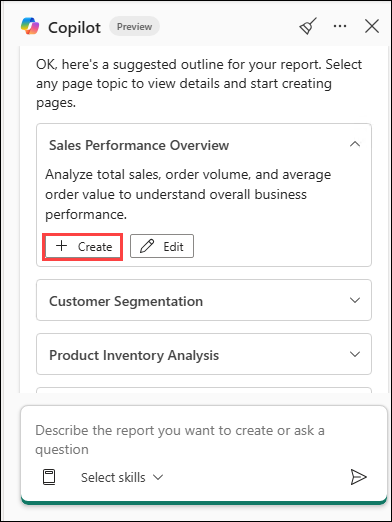 Copilot Preview
OK, here's a suggested outline for your report. Select
any page topic to view details and start creating
pages.
Sales Performance Overview
Analyze total sales, order volume, and average
order value to understand overall business
performance.
Create Edit
Customer Segmentation
Product Inventory Analysis
Describe the report you want to create or ask a
question
Select skills